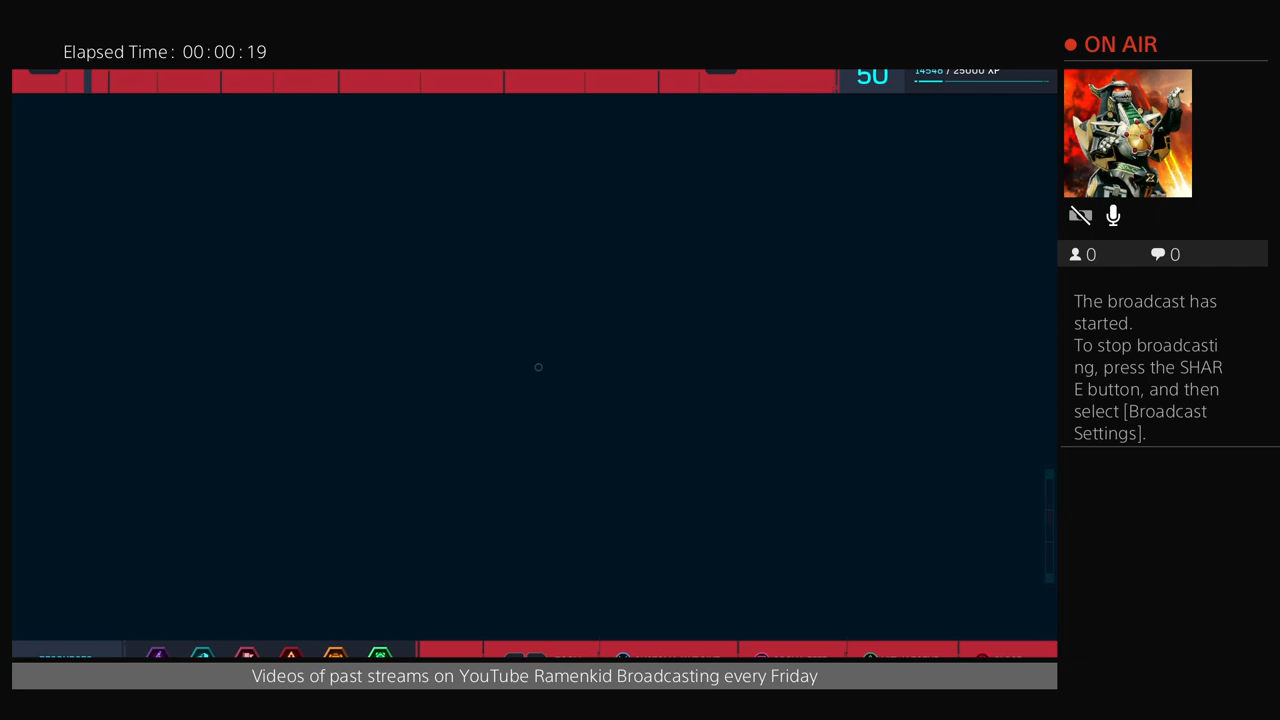 Elapsed Time: 00:00:19
ON AIR
50
14548 / 25000 XP
0
0
The broadcast has
started.
To stop broadcasti
ng, press the SHAR
E button, and then
select [Broadcast
Settings].
Videos of past streams on YouTube Ramenkid Broadcasting every Friday